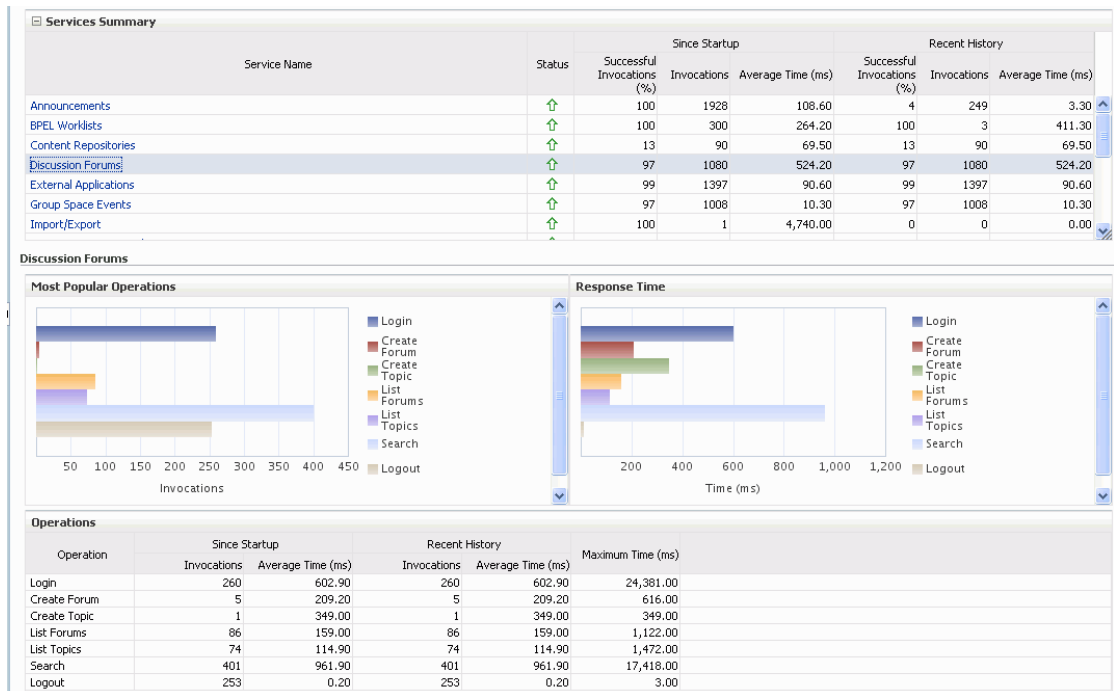 Services Summary
Since Startup Recent History
Service Name Status Successful Invocations (%) Invocations Average Time (ms) Successful Invocations (%) Invocations Average Time (ms)
Announcements 100 1928 108.60 4 249 3.30
BPEL Worklists 100 300 264.20 100 3 411.30
Content Repositories 13 90 69.50 13 90 69.50
Discussion Forums 97 1080 524.20 97 1080 524.20
External Applications 99 1397 90.60 99 1397 90.60
Group Space Events 97 1008 10.30 97 1008 10.30
Import/Export 100 1 4,740.00 0 0 0.00
Discussion Forums
Most Popular Operations
Login
Create Forum
Create Topic
List Forums
List Topics
Search
Logout
50 100 150 200 250 300 350 400 450
Invocations
Response Time
Login
Create Forum
Create Topic
List Forums
List Topics
Search
Logout
200 400 600 800 1,000 1,200
Time (ms)
Operations
Operation Since Startup Recent History Maximum Time (ms)
Invocations Average Time (ms) Invocations Average Time (ms)
Login 260 602.90 260 602.90 24,381.00
Create Forum 5 209.20 5 209.20 616.00
Create Topic 1 349.00 1 349.00 349.00
List Forums 86 159.00 86 159.00 1,122.00
List Topics 74 114.90 74 114.90 1,472.00
Search 401 961.90 401 961.90 17,418.00
Logout 253 0.20 253 0.20 3.00